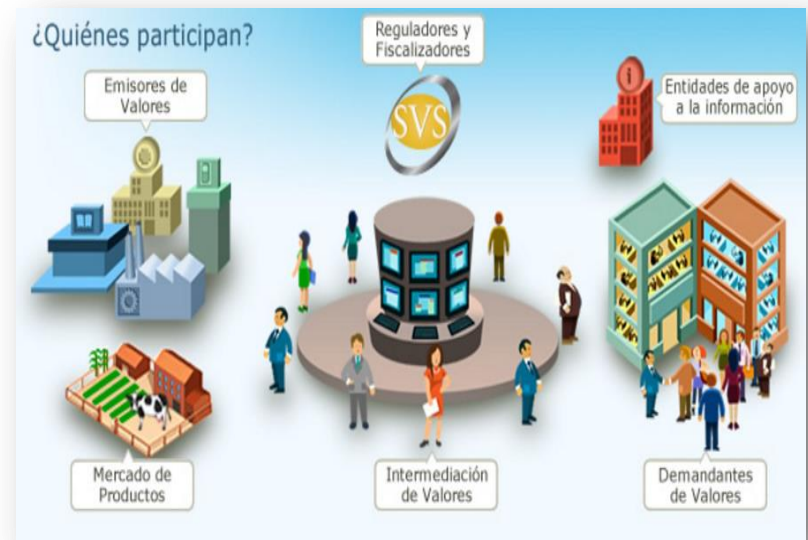 ¿Quiénes participan?
Reguladores y
Fiscalizadores
Emisores de
Valores
SVS
i
Entidades de apoyo
a la información
Mercado de
Productos
Intermediación
de Valores
Demandantes
de Valores